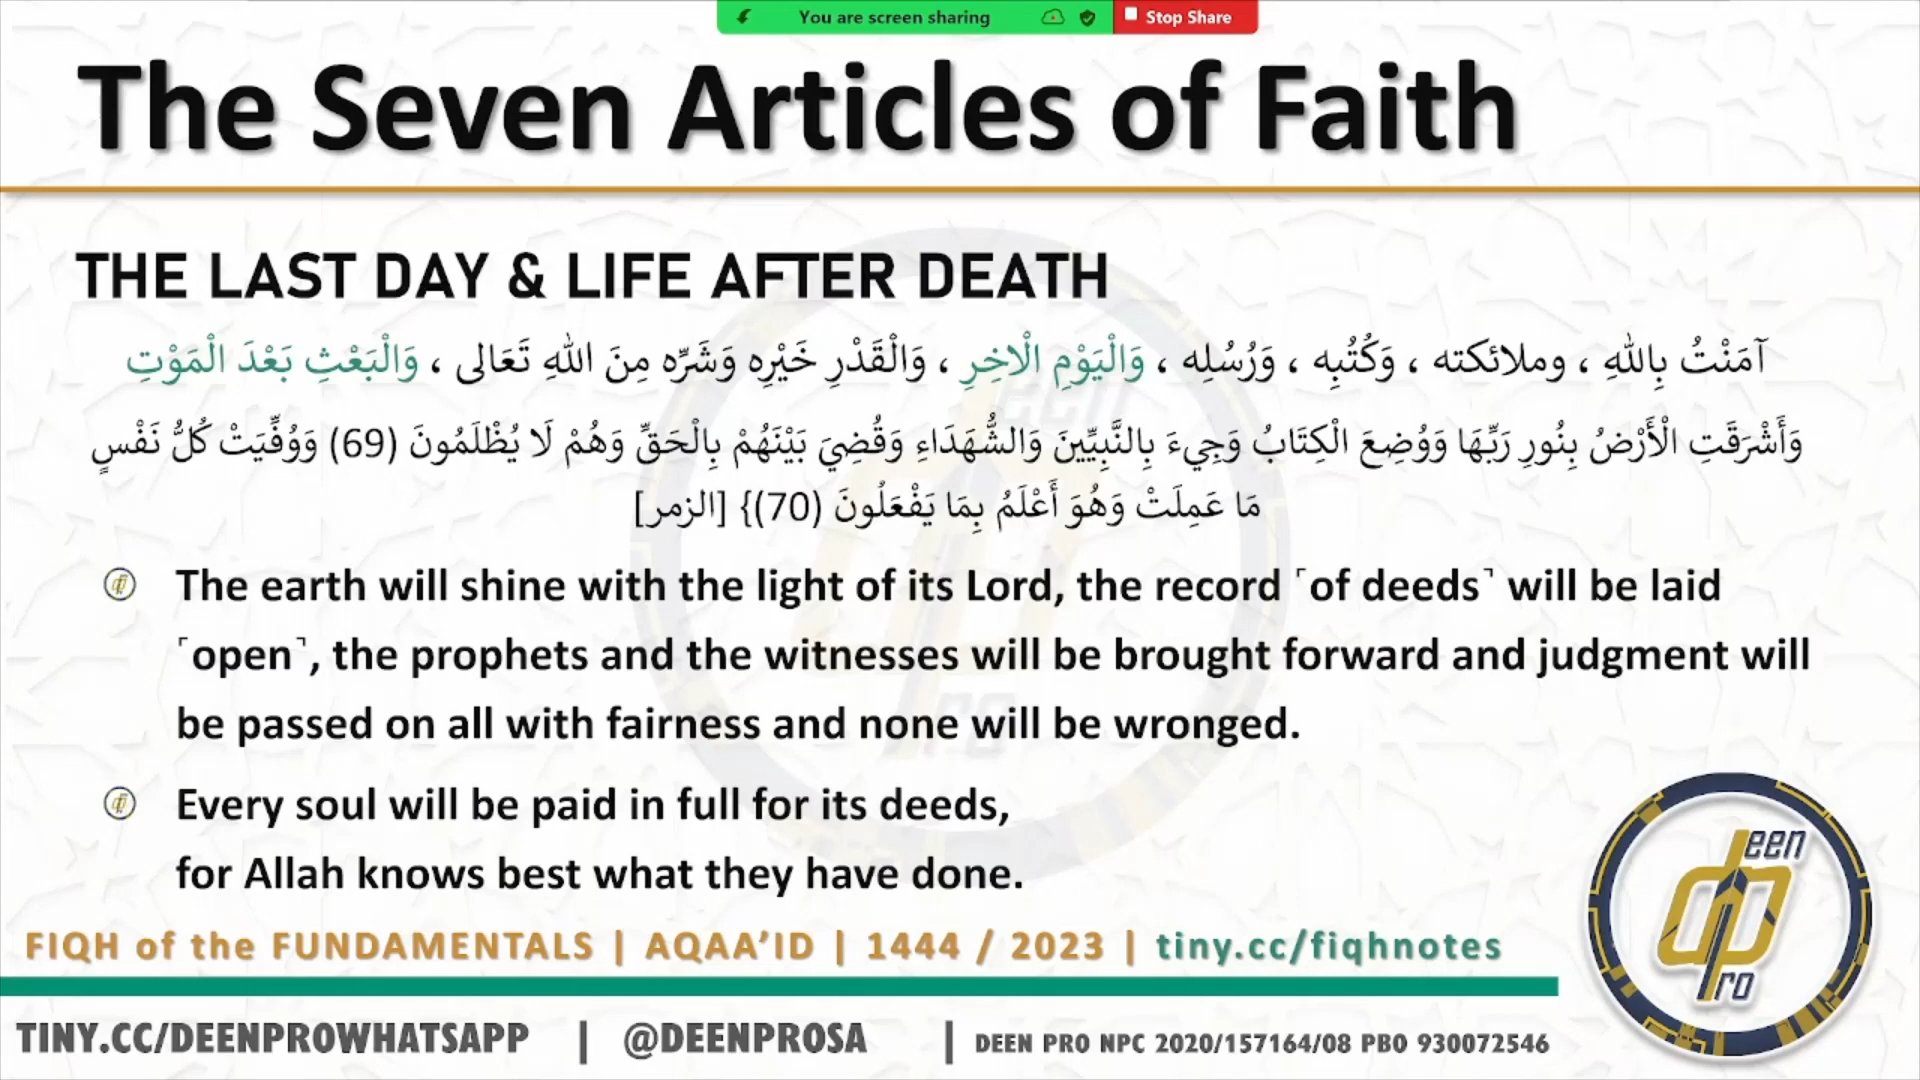 You are screen sharing
Stop Share
The Seven Articles of Faith
THE LAST DAY & LIFE AFTER DEATH
آمَنْتُ بِاللهِ ، وملائكته ، وَكُتُبِه ، وَرُسُلِه ، وَالْيَوْمِ الْاخِرِ ، وَالْقَدْرِ خَيْرِه وَشَرِّه مِنَ اللهِ تَعَالى ، وَالْبَعْثِ بَعْدَ الْمَوْتِ
وَأَشْرَقَتِ الْأَرْضُ بِنُورِ رَبِّهَا وَوُضِعَ الْكِتَابُ وَجِيءَ بِالنَّبِيِّينَ وَالشُّهَدَاءِ وَقُضِيَ بَيْنَهُمْ بِالْحَقِّ وَهُمْ لَا يُظْلَمُونَ (69) وَوُفِّيَتْ كُلُّ نَفْسٍ
مَا عَمِلَتْ وَهُوَ أَعْلَمُ بِمَا يَفْعَلُونَ (70)} [الزمر]
The earth will shine with the light of its Lord, the record ˹of deeds˺ will be laid
˹open˺, the prophets and the witnesses will be brought forward and judgment will
be passed on all with fairness and none will be wronged.
Every soul will be paid in full for its deeds,
for Allah knows best what they have done.
FIQH of the FUNDAMENTALS | AQAA’ID | 1444 / 2023 | tiny.cc/fiqhnotes
TINY.CC/DEENPROWHATSAPP | @DEENPROSA | DEEN PRO NPC 2020/157164/08 PBO 930072546
een
ro